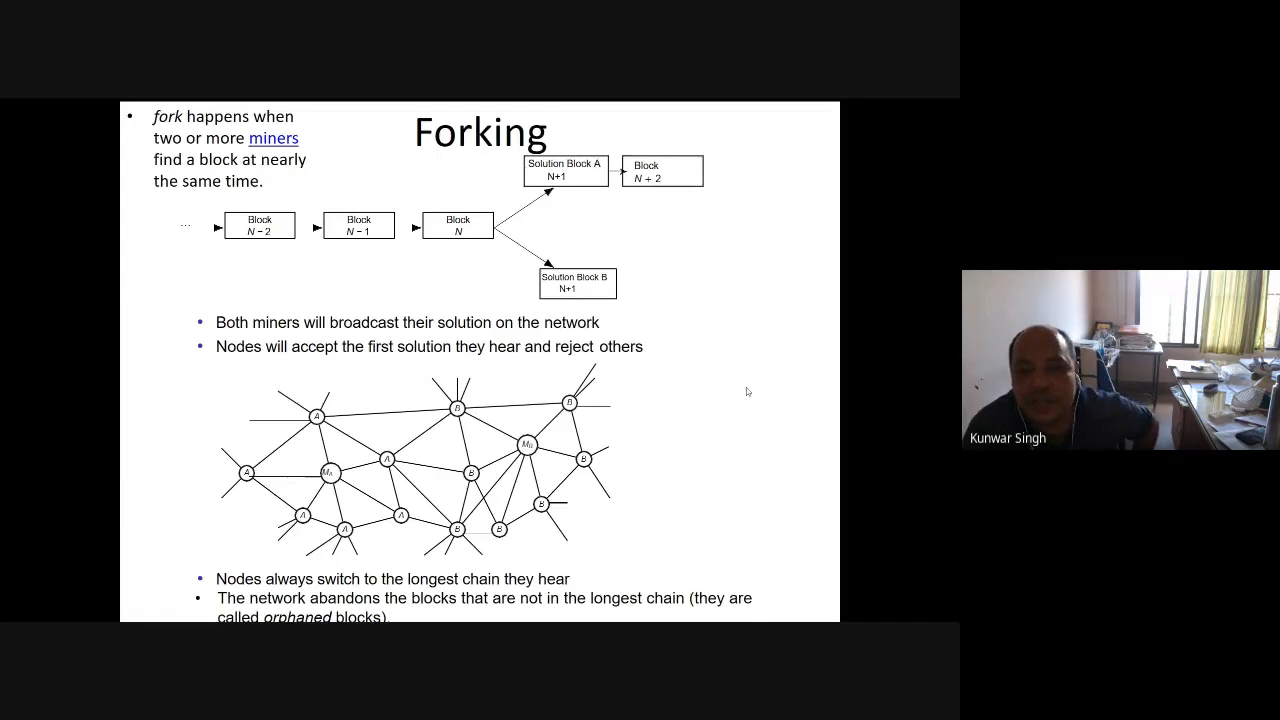 • fork happens when
two or more miners
find a block at nearly
the same time.
Forking
Solution Block A
N+1
Block
N + 2
...
Block
N − 2
Block
N − 1
Block
N
Solution Block B
N+1
• Both miners will broadcast their solution on the network
• Nodes will accept the first solution they hear and reject others
A
B
B
A
A
MA
B
MB
B
A
A
A
B
B
B
• Nodes always switch to the longest chain they hear
• The network abandons the blocks that are not in the longest chain (they are
called orphaned blocks).
Kunwar Singh